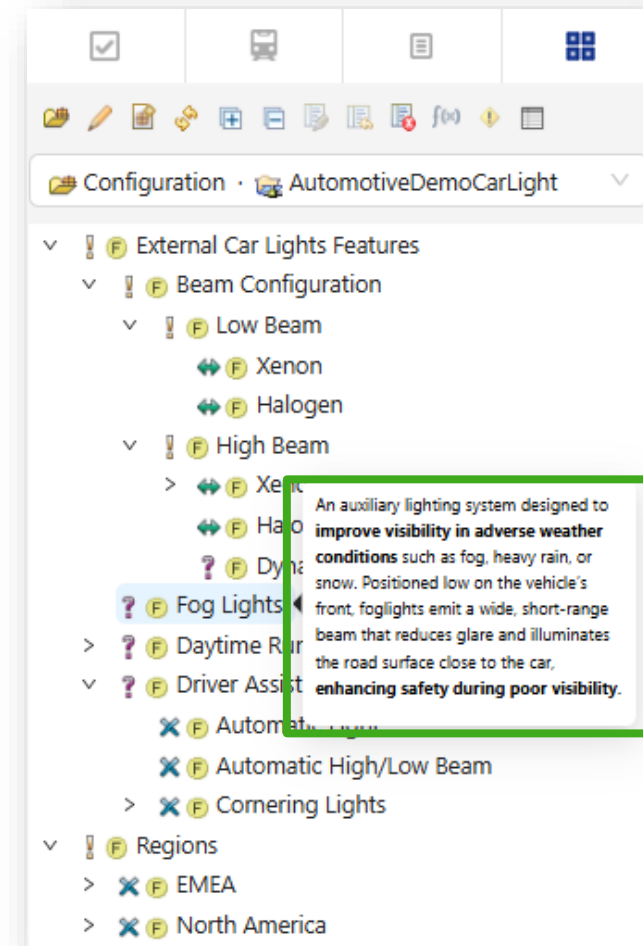 f(x)
Configuration · AutomotiveDemoCarLight
! F External Car Lights Features
! F Beam Configuration
! F Low Beam
F Xenon
F Halogen
! F High Beam
F
F
? F
? F Fog Lights
? F Daytime
? F Driver
F
F Automatic High/Low Beam
F Cornering Lights
! F Regions
F EMEA
F North America
An auxiliary lighting system designed to
improve visibility in adverse weather
conditions such as fog, heavy rain, or
snow. Positioned low on the vehicle's
front, foglights emit a wide, short-range
beam that reduces glare and illuminates
the road surface close to the car,
enhancing safety during poor visibility.